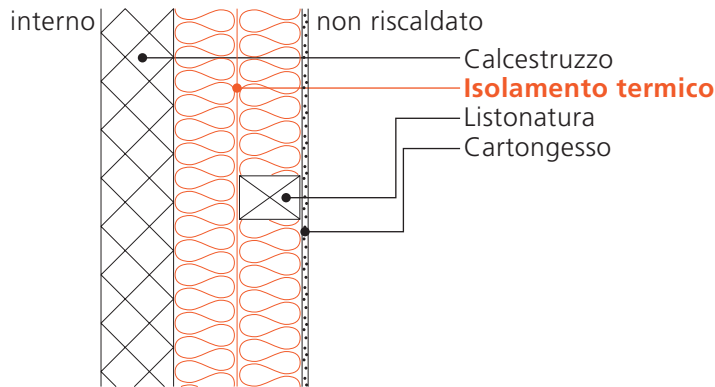 interno
non riscaldato
Calcestruzzo
Isolamento termico
Listonatura
Cartongesso